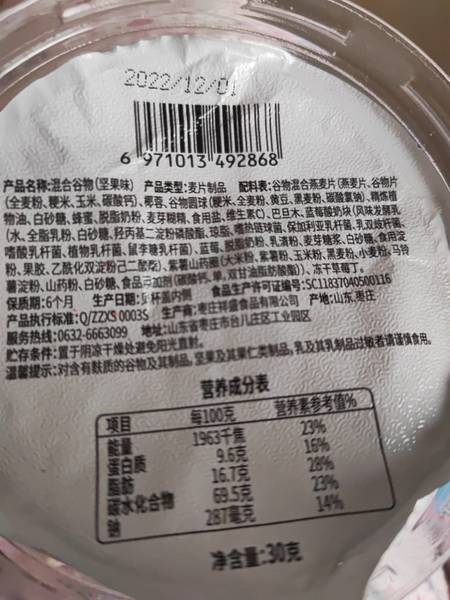 2022/12/01
6 971013 492868
产品名称:混合谷物(坚果味) 产品类型:麦片制品 配料表:谷物混合燕麦片(燕麦片、谷物片
(全麦粉、粳米、玉米、碳酸钙)、椰蓉、谷物圆球(粳米、全麦粉、黄豆、黑麦粉、碳酸氢钠)、精炼植
物油、白砂糖、蜂蜜、脱脂奶粉、麦芽糊精、食用盐、维生素C)、巴旦木、蓝莓酸奶块(风味发酵乳
(水、全脂乳粉、白砂糖、羟丙基二淀粉磷酸酯、琼脂、嗜热链球菌、保加利亚乳杆菌、乳双歧杆菌、
嗜酸乳杆菌、植物乳杆菌、鼠李糖乳杆菌)、蓝莓、脱脂奶粉、乳清粉、麦芽糖浆、白砂糖、食用淀
粉、果胶、乙酰化双淀粉己二酸酯)、紫薯山药圈(大米粉、紫薯粉、玉米粉、黑麦粉、小麦粉、马铃
薯淀粉、山药粉、白砂糖、食品添加剂(碳酸钙、单,双甘油脂肪酸酯))、冻干草莓丁。
保质期:6个月 生产日期:见杯盖内侧 食品生产许可证编号:SC11837040500116
产品执行标准:Q/ZZXS 0003S 生产商:枣庄祥盛食品有限公司 产地:山东,枣庄
服务热线:0632-6663099 地址:山东省枣庄市台儿庄区工业园区
贮存条件:置于阴凉干燥处避免阳光直射。
温馨提示:对含有麸质的谷物及其制品,坚果及其果仁类制品,乳及其乳制品过敏者请谨慎食用。
营养成分表
项目 每100克 营养素参考值%
能量 1963千焦 23%
蛋白质 9.6克 16%
脂肪 16.7克 28%
碳水化合物 69.5克 23%
钠 287毫克 14%
净含量:30克